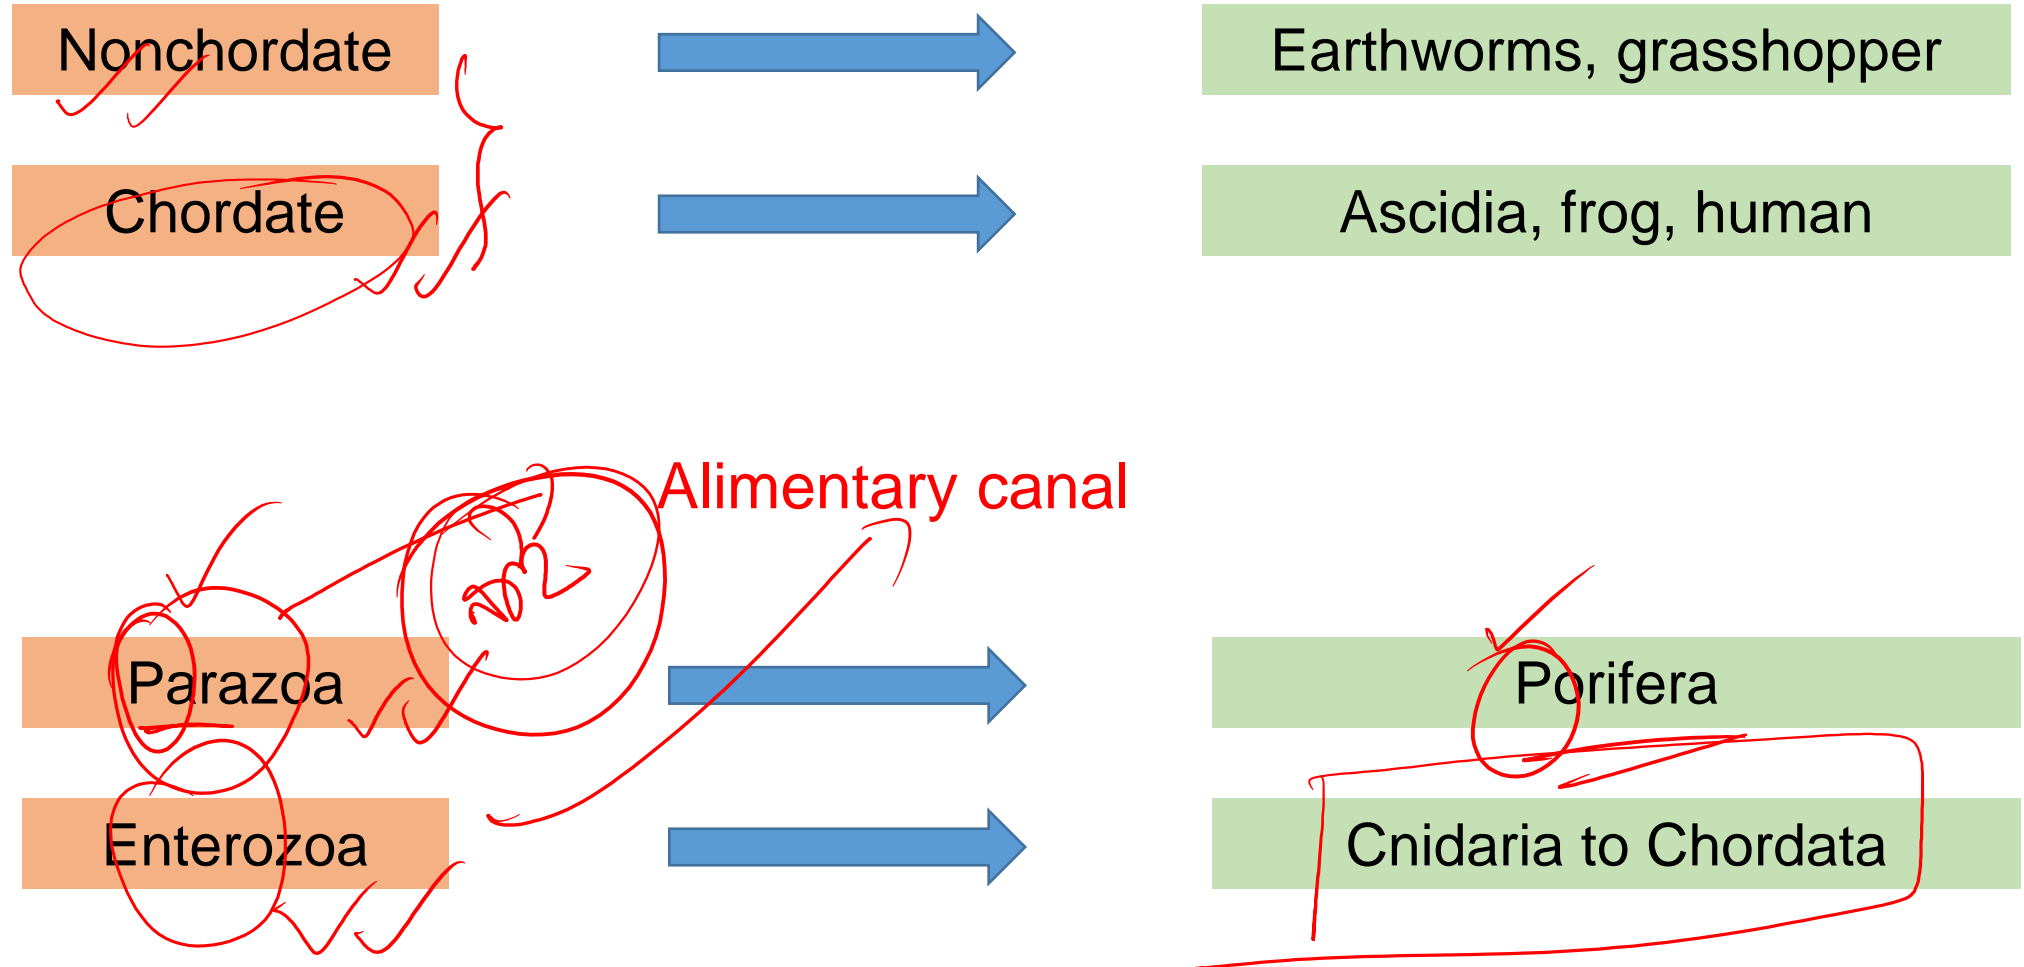 Nonchordate
Earthworms, grasshopper
Chordate
Ascidia, frog, human
Alimentary canal
Parazoa
Porifera
Enterozoa
Cnidaria to Chordata